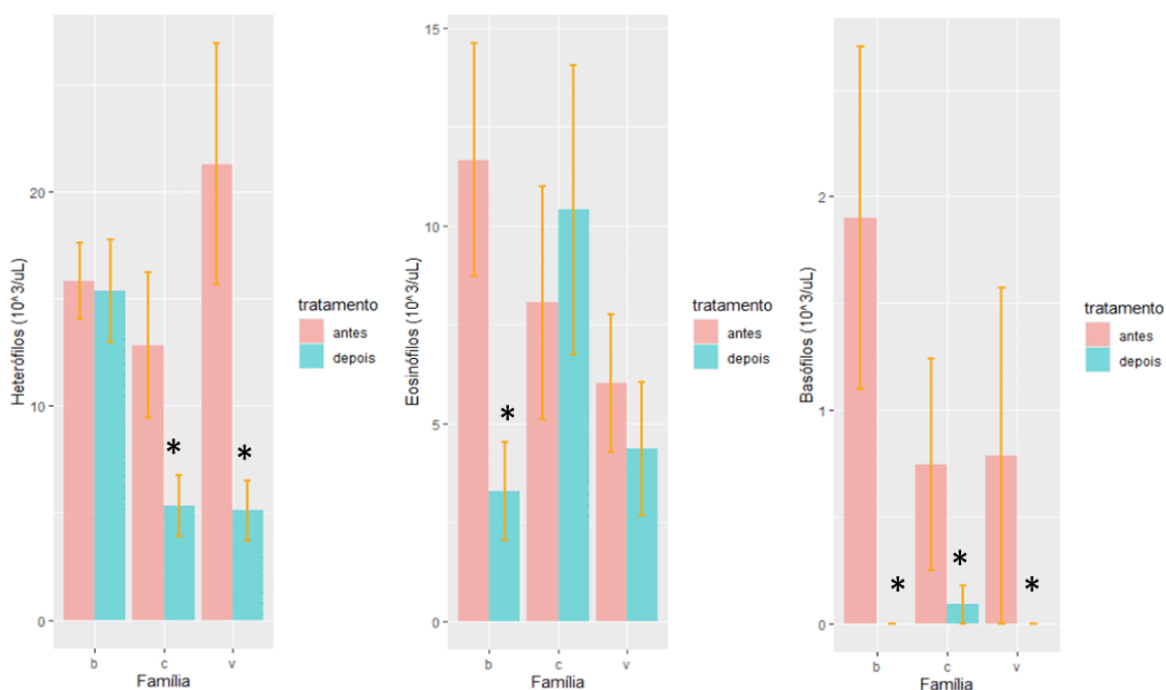 Heterófilos (10^3/uL)
20
10
0
*
*
b c v
Família
tratamento
antes
depois
Eosinófilos (10^3/uL)
15
10
5
0
*
b c v
Família
tratamento
antes
depois
Basófilos (10^3/uL)
2
1
0
*
*
*
b c v
Família
tratamento
antes
depois